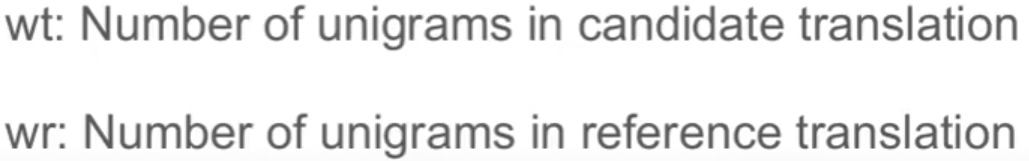 wt: Number of unigrams in candidate translation
wr: Number of unigrams in reference translation